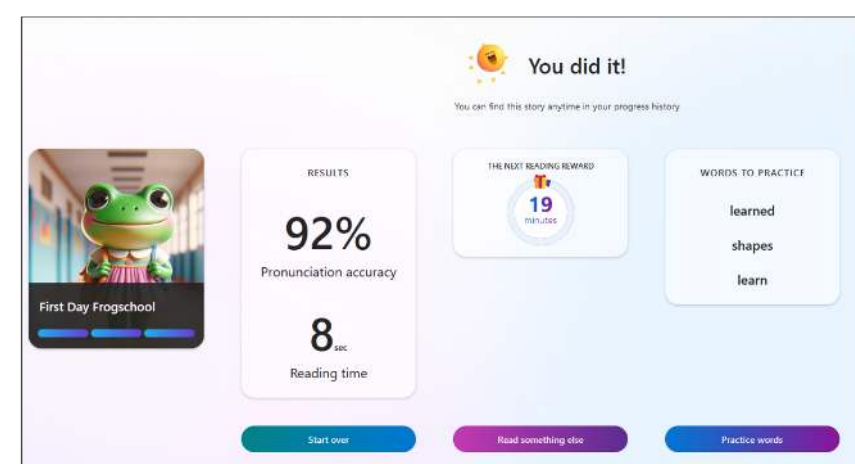 You did it!
You can find this story anytime in your progress history
First Day Frogschool
RESULTS
92%
Pronunciation accuracy
8 sec
Reading time
THE NEXT READING REWARD
19
minutes
WORDS TO PRACTICE
learned
shapes
learn
Start over
Read something else
Practice words